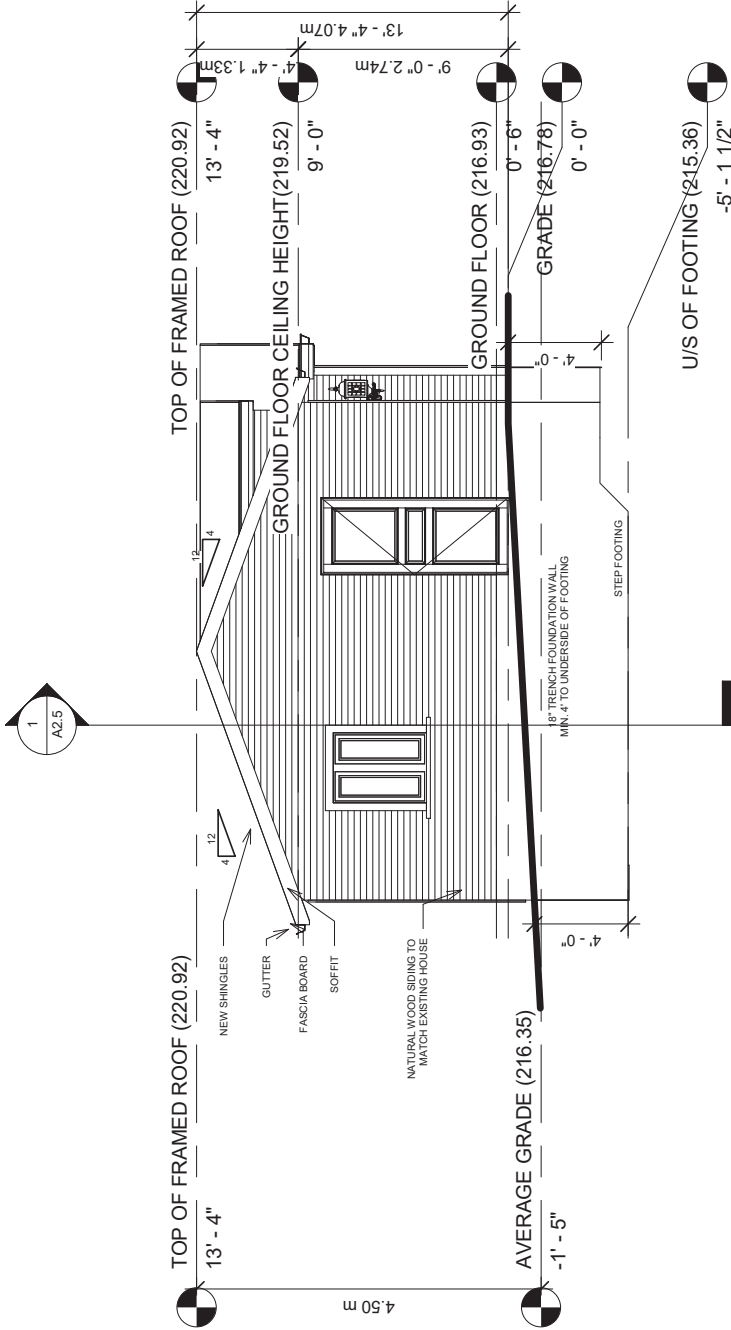 1
A2.5
TOP OF FRAMED ROOF (220.92)
13' - 4"
TOP OF FRAMED ROOF (220.92)
13' - 4"
GROUND FLOOR CEILING HEIGHT(219.52)
9' - 0"
GROUND FLOOR (216.93)
0' - 6"
GRADE (216.78)
0' - 0"
U/S OF FOOTING (215.36)
-5' - 1 1/2"
AVERAGE GRADE (216.35)
-1' - 5"
4.50 m
13' - 4" 4.07m
4' - 4" 1.33m
9' - 0" 2.74m
12
4
12
4
NEW SHINGLES
GUTTER
FASCIA BOARD
SOFFIT
NATURAL WOOD SIDING TO
MATCH EXISTING HOUSE
4' - 0"
4' - 0"
18" TRENCH FOUNDATION WALL
MIN. 4' TO UNDERSIDE OF FOOTING
STEP FOOTING